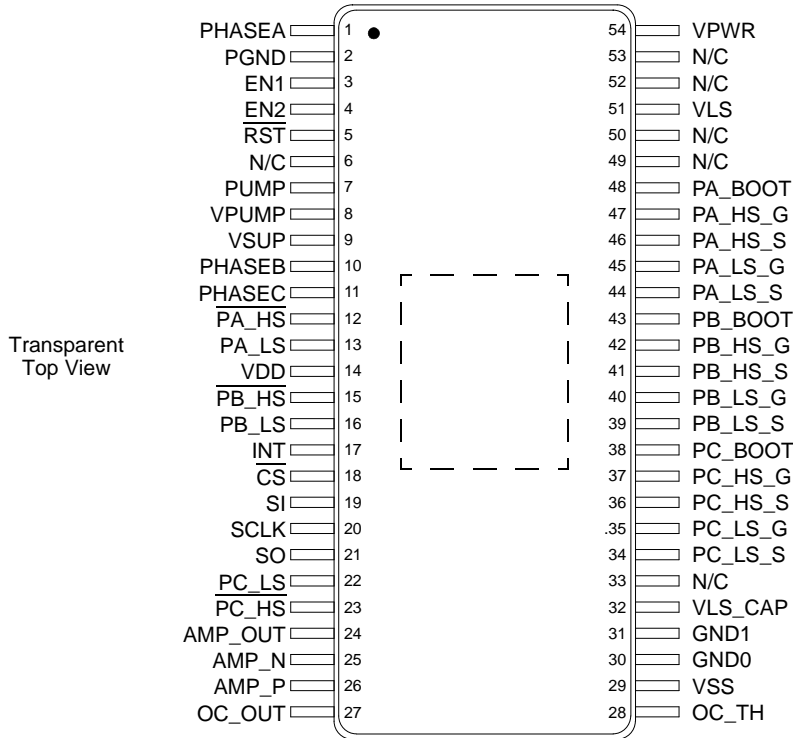 PHASEA 1 54 VPWR
PGND 2 53 N/C
EN1 3 52 N/C
EN2 4 51 VLS
RST 5 50 N/C
N/C 6 49 N/C
PUMP 7 48 PA_BOOT
VPUMP 8 47 PA_HS_G
VSUP 9 46 PA_HS_S
PHASEB 10 45 PA_LS_G
PHASEC 11 44 PA_LS_S
PA_HS 12 43 PB_BOOT
PA_LS 13 42 PB_HS_G
VDD 14 41 PB_HS_S
PB_HS 15 40 PB_LS_G
PB_LS 16 39 PB_LS_S
INT 17 38 PC_BOOT
CS 18 37 PC_HS_G
SI 19 36 PC_HS_S
SCLK 20 .35 PC_LS_G
SO 21 34 PC_LS_S
PC_LS 22 33 N/C
PC_HS 23 32 VLS_CAP
AMP_OUT 24 31 GND1
AMP_N 25 30 GND0
AMP_P 26 29 VSS
OC_OUT 27 28 OC_TH
Transparent
Top View